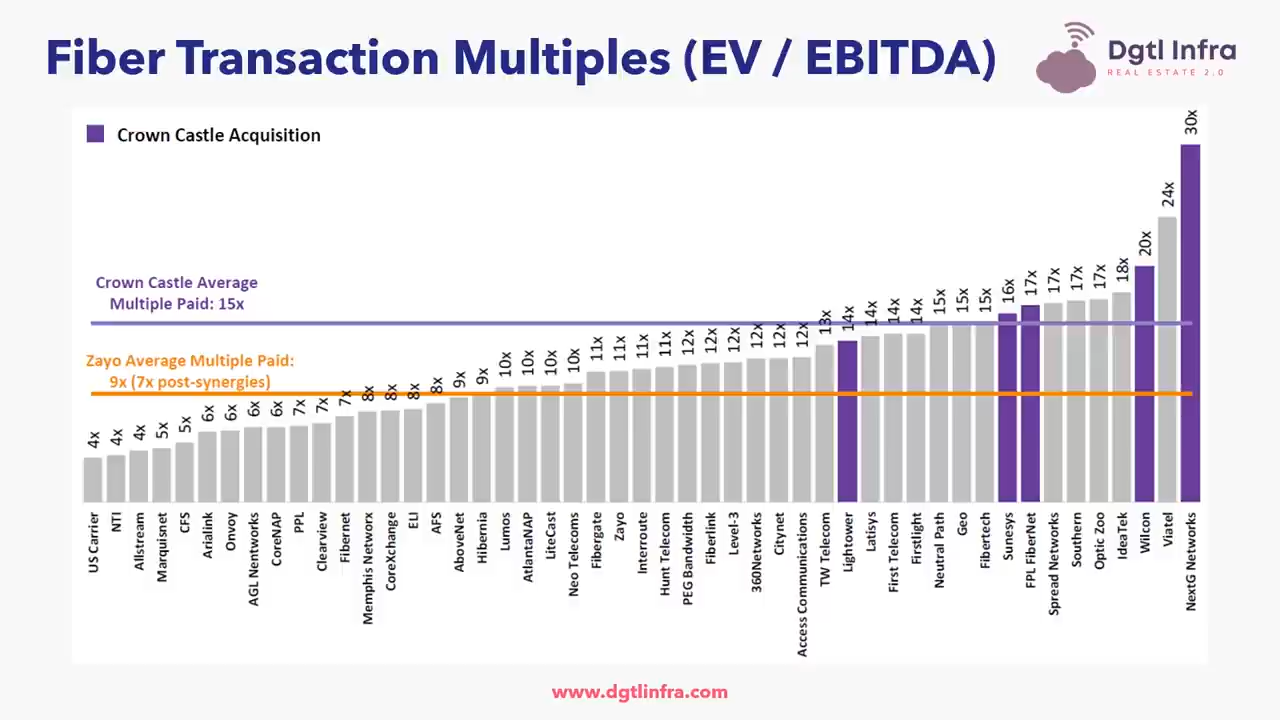 Fiber Transaction Multiples (EV / EBITDA)
Dgtl Infra
REAL ESTATE 2.0
Crown Castle Acquisition
Crown Castle Average
Multiple Paid: 15x
Zayo Average Multiple Paid:
9x (7x post-synergies)
4x
4x
4x
5x
5x
6x
6x
6x
6x
7x
7x
7x
8x
8x
8x
8x
9x
9x
10x
10x
10x
10x
11x
11x
11x
11x
12x
12x
12x
12x
12x
12x
13x
14x
14x
14x
14x
15x
15x
15x
16x
17x
17x
17x
17x
18x
20x
24x
30x
US Carrier
NTI
Allstream
Marquisnet
CFS
Arialink
Onvoy
AGL Nentworks
CoreNAP
PPL
Clearview
Fibernet
Memphis Networx
CoreXchange
ELI
AFS
AboveNet
Hibernia
Lumos
AtlantaNAP
LiteCast
Neo Telecoms
Fibergate
Zayo
Interroute
Hunt Telecom
PEG Bandwidth
Fiberlink
Level-3
360Networks
Citynet
Access Communications
TW Telecom
Lightower
Latisys
First Telecom
Firstlight
Neutral Path
Geo
Fibertech
Sunesys
FPL FiberNet
Spread Networks
Southern
Optic Zoo
IdeaTek
Wilcon
Viatel
NextG Networks
www.dgtlinfra.com